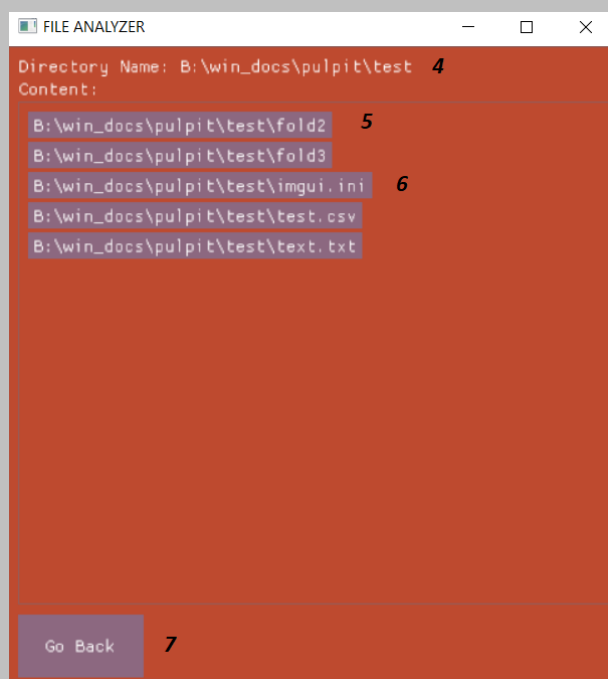 FILE ANALYZER
Directory Name: B:\win_docs\pulpit\test 4
Content:
B:\win_docs\pulpit\test\fold2 5
B:\win_docs\pulpit\test\fold3
B:\win_docs\pulpit\test\imgui.ini 6
B:\win_docs\pulpit\test\test.csv
B:\win_docs\pulpit\test\text.txt
Go Back 7